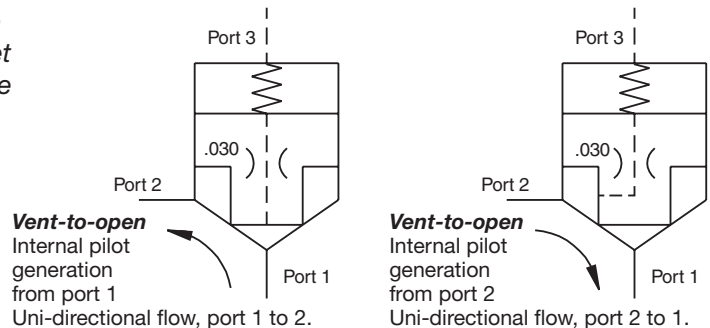 et
e
Port 3
.030
Port 2
Vent-to-open
Internal pilot
generation
from port 1
Port 1
Uni-directional flow, port 1 to 2.
Port 3
.030
Port 2
Vent-to-open
Internal pilot
generation
from port 2
Port 1
Uni-directional flow, port 2 to 1.